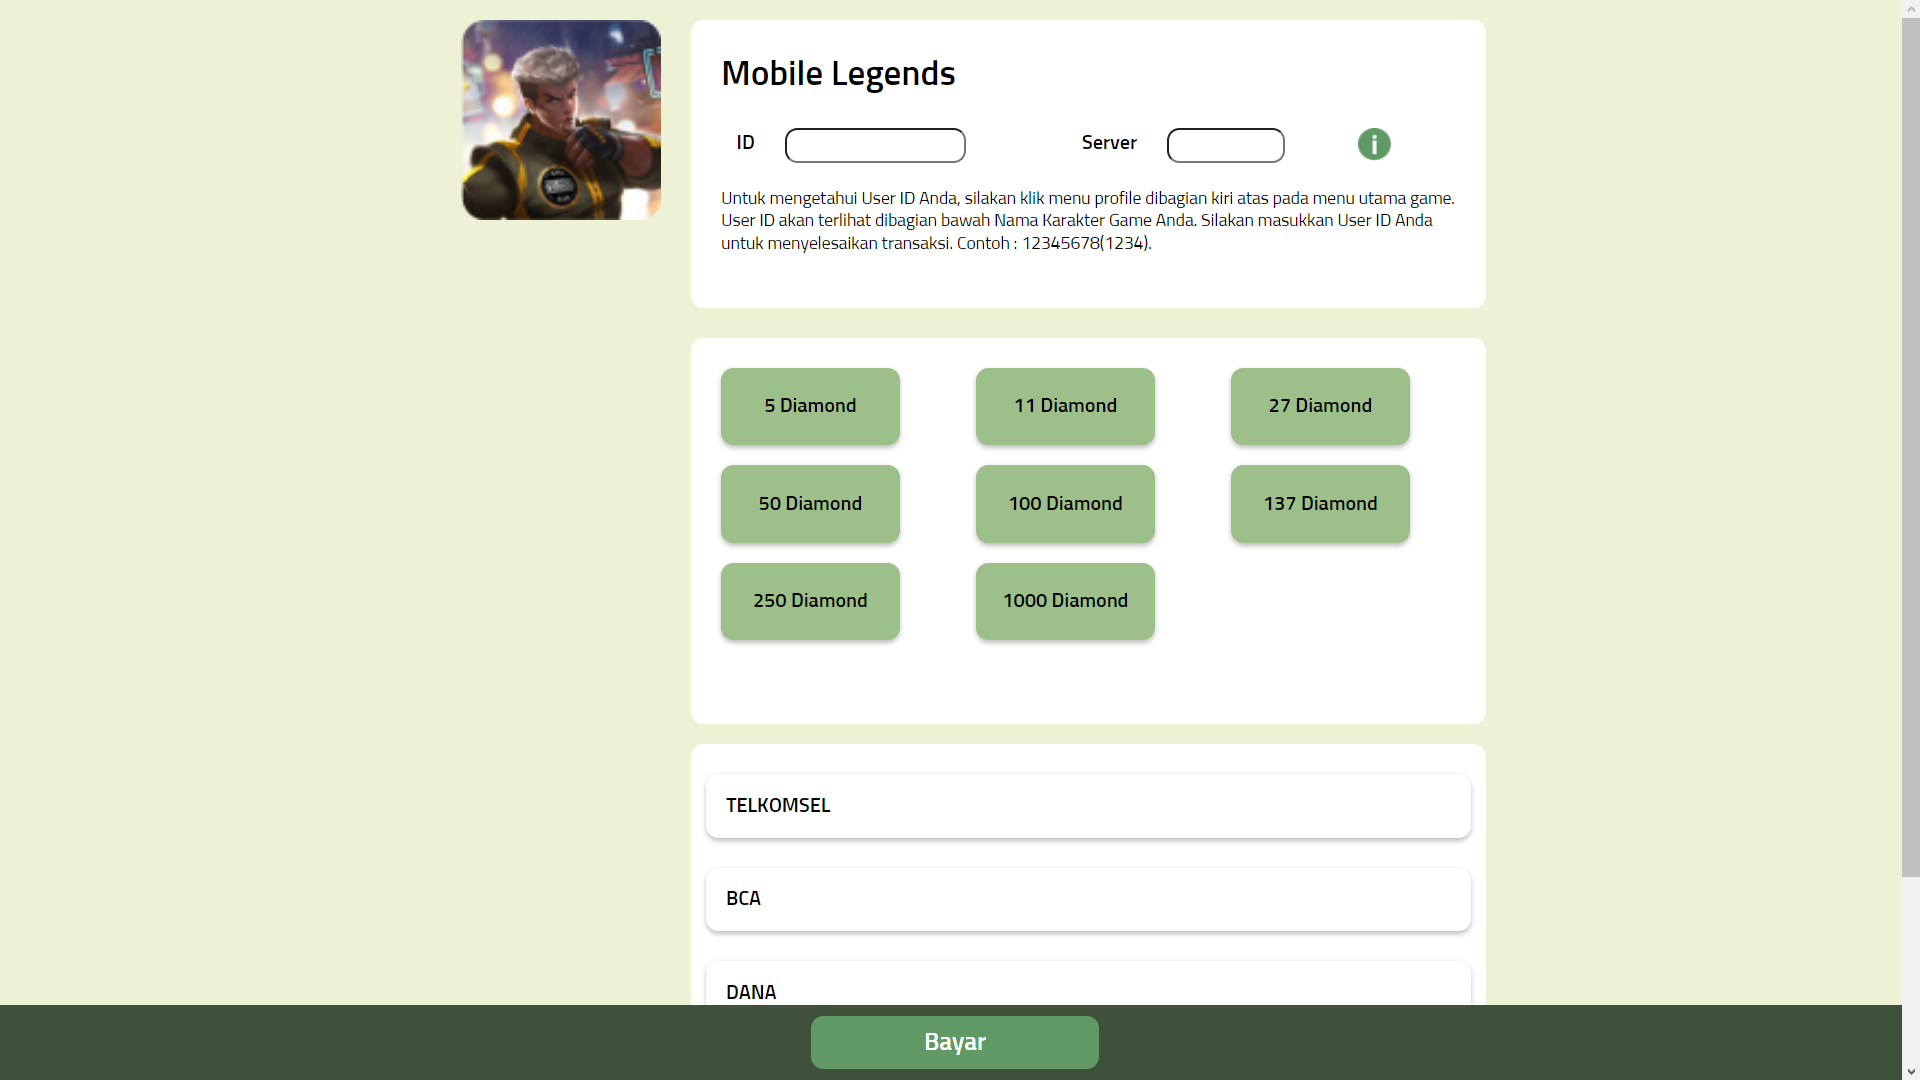 Mobile Legends
ID
Server
Untuk mengetahui User ID Anda, silakan klik menu profile dibagian kiri atas pada menu utama game.
User ID akan terlihat dibagian bawah Nama Karakter Game Anda. Silakan masukkan User ID Anda
untuk menyelesaikan transaksi. Contoh : 12345678(1234).
5 Diamond
11 Diamond
27 Diamond
50 Diamond
100 Diamond
137 Diamond
250 Diamond
1000 Diamond
TELKOMSEL
BCA
DANA
Bayar